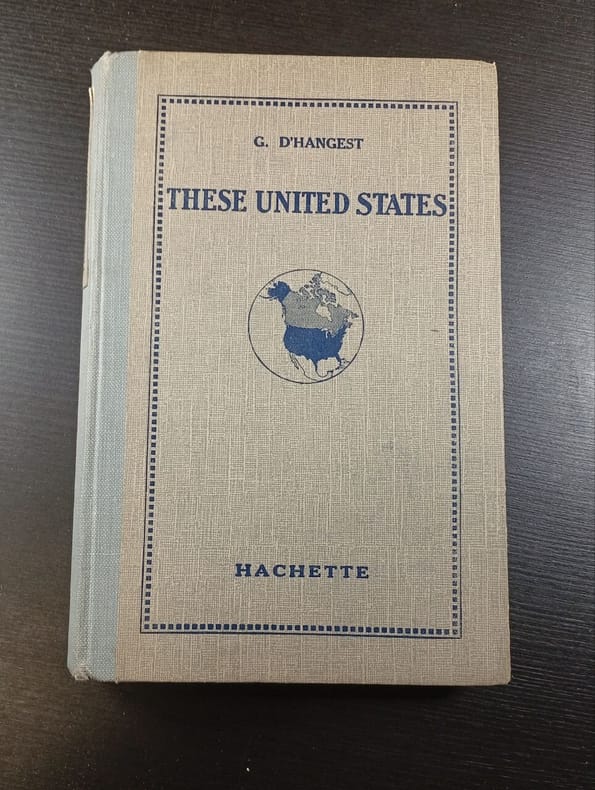 G. D'HANGEST
THESE UNITED STATES
HACHETTE